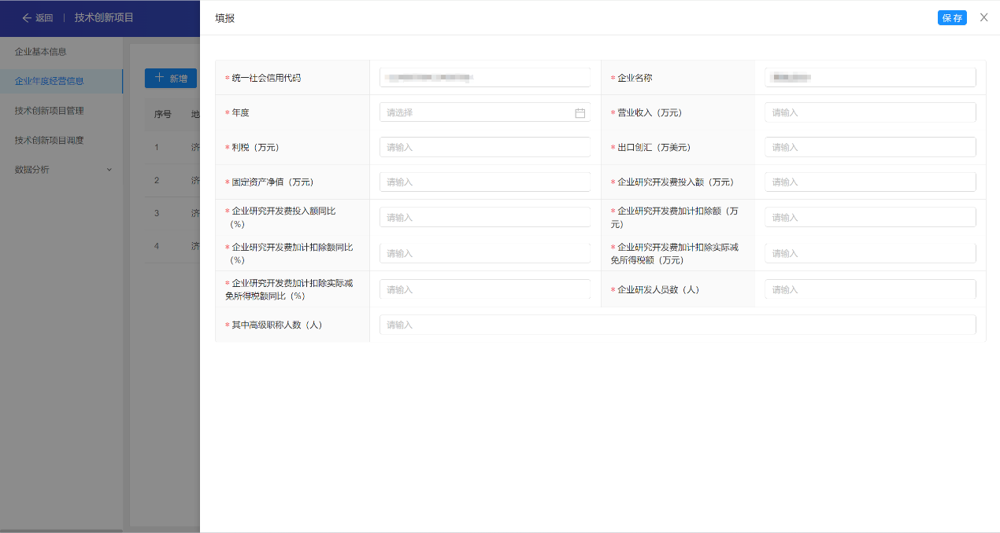 返回 | 技术创新项目
填报
保 存
企业基本信息
企业年度经营信息
技术创新项目管理
技术创新项目调度
数据分析
新增
序号 地
1 济
2 济
3 济
4 济
* 统一社会信用代码
* 企业名称
* 年度 请选择
* 营业收入（万元） 请输入
* 利税（万元） 请输入
* 出口创汇（万美元） 请输入
* 固定资产净值（万元） 请输入
* 企业研究开发费投入额（万元） 请输入
* 企业研究开发费投入额同比
（%）
请输入
* 企业研究开发费加计扣除额（万
元）
请输入
* 企业研究开发费加计扣除额同比
（%）
请输入
* 企业研究开发费加计扣除实际减
免所得税额（万元）
请输入
* 企业研究开发费加计扣除实际减
免所得税额同比（%）
请输入
* 企业研发人员数（人） 请输入
* 其中高级职称人数（人） 请输入